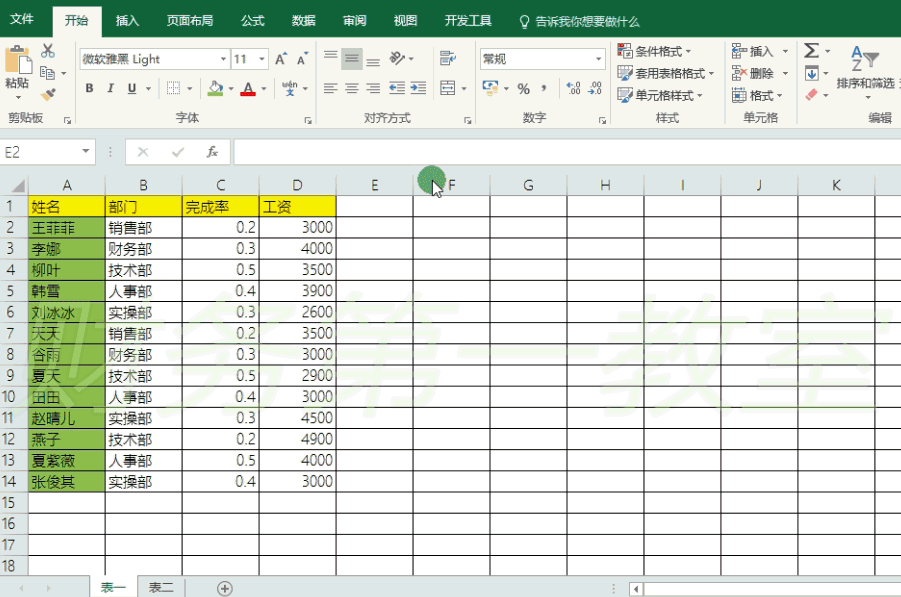 文件 开始 插入 页面布局 公式 数据 审阅 视图 开发工具 告诉我你想要做什么
微软雅黑 Light 11 A A 常规 条件格式 插入 Σ
粘贴 B I U A wén 文 % , 套用表格格式 删除 排序和筛选
单元格样式 格式
剪贴板 字体 对齐方式 数字 样式 单元格 编辑
E2 fx
A B C D E F G H I J K
1 姓名 部门 完成率 工资
2 王菲菲 销售部 0.2 3000
3 李娜 财务部 0.3 4000
4 柳叶 技术部 0.5 3500
5 韩雪 人事部 0.4 3900
6 刘冰冰 实操部 0.3 2600
7 天天 销售部 0.2 3500
8 谷雨 财务部 0.3 3000
9 夏天 技术部 0.5 2900
10 田田 人事部 0.4 3000
11 赵晴儿 实操部 0.3 4500
12 燕子 技术部 0.2 4900
13 夏紫薇 人事部 0.5 4000
14 张俊其 实操部 0.4 3000
15
16
17
18
财务第一教室
表一 表二